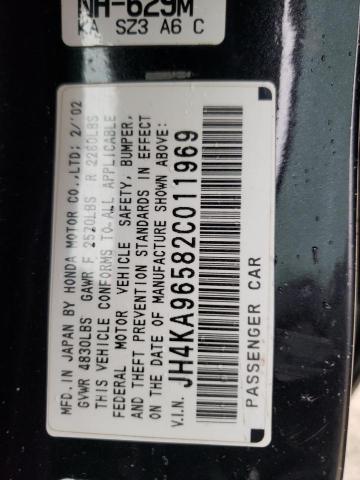 NH-629M
KA SZ3 A6 C
MFD.IN JAPAN BY HONDA MOTOR CO.,LTD; 2/'02
GVWR 4830LBS GAWR F 2570LBS R 2260LBS
THIS VEHICLE CONFORMS TO ALL APPLICABLE
FEDERAL MOTOR VEHICLE SAFETY, BUMPER,
AND THEFT PREVENTION STANDARDS IN EFFECT
ON THE DATE OF MANUFACTURE SHOWN ABOVE:
V.I.N. JH4KA96582C011969
PASSENGER CAR